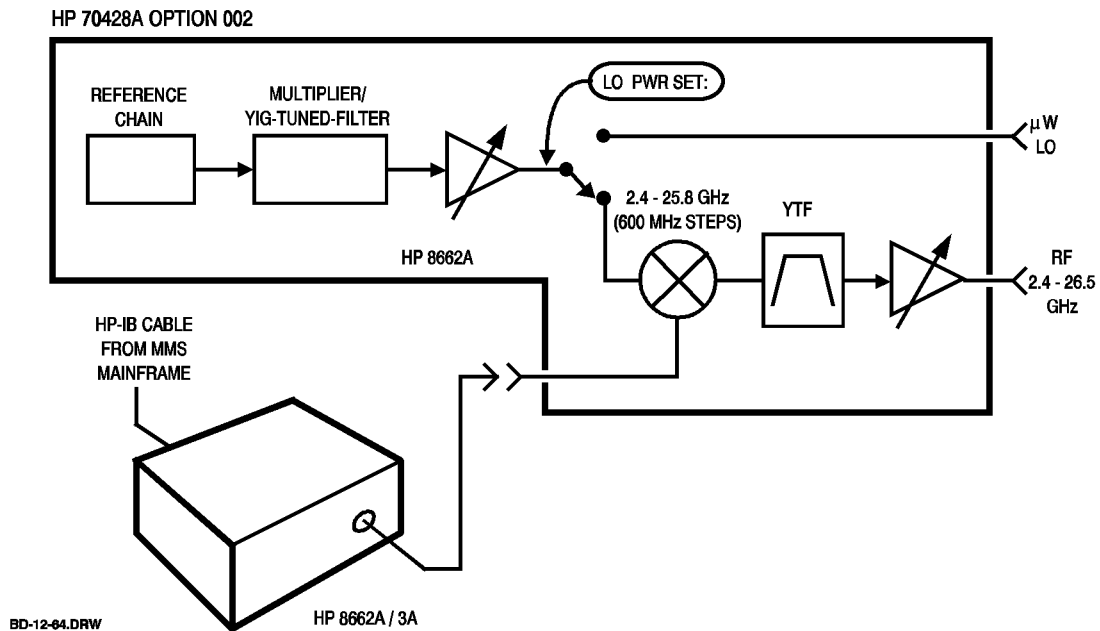 HP 70428A OPTION 002
LO PWR SET:
REFERENCE
CHAIN
MULTIPLIER/
YIG-TUNED-FILTER
μW
LO
2.4 - 25.8 GHz
(600 MHz STEPS)
YTF
HP 8662A
RF
2.4 - 26.5
GHz
HP-IB CABLE
FROM MMS
MAINFRAME
HP 8662A / 3A
BD-12-64.DRW